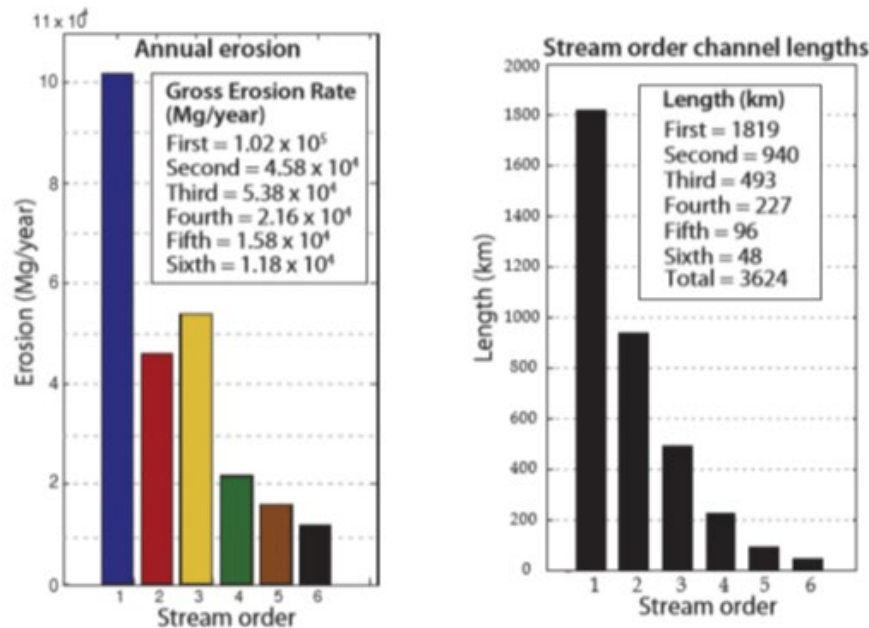 11 x 10⁴
Annual erosion
Gross Erosion Rate
(Mg/year)
First = 1.02 x 10⁵
Second = 4.58 x 10⁴
Third = 5.38 x 10⁴
Fourth = 2.16 x 10⁴
Fifth = 1.58 x 10⁴
Sixth = 1.18 x 10⁴
Erosion (Mg/year)
10
8
6
4
2
0
1 2 3 4 5 6
Stream order
Stream order channel lengths
Length (km)
First = 1819
Second = 940
Third = 493
Fourth = 227
Fifth = 96
Sixth = 48
Total = 3624
Length (km)
2000
1800
1600
1400
1200
1000
800
600
400
200
0
1 2 3 4 5 6
Stream order